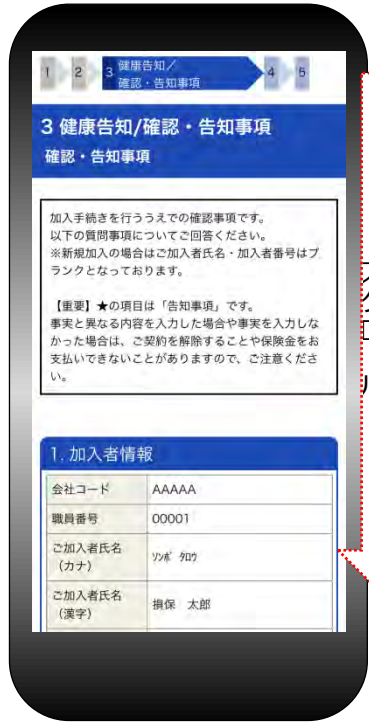 1 2 3 健康告知/ 4 5
確認・告知事項
3 健康告知/確認・告知事項
確認・告知事項
加入手続きを行ううえでの確認事項です。
以下の質問事項についてご回答ください。
※新規加入の場合はご加入者氏名・加入者番号はブ
ランクとなっております。
【重要】★の項目は「告知事項」です。
事実と異なる内容を入力した場合や事実を入力しな
かった場合は、ご契約を解除することや保険金をお
支払いできないことがありますので、ご注意くださ
い。
1. 加入者情報
会社コード AAAAA
職員番号 00001
ご加入者氏名
（カナ） ｿﾝﾎﾟ ﾀﾛｳ
ご加入者氏名
（漢字） 損保 太郎